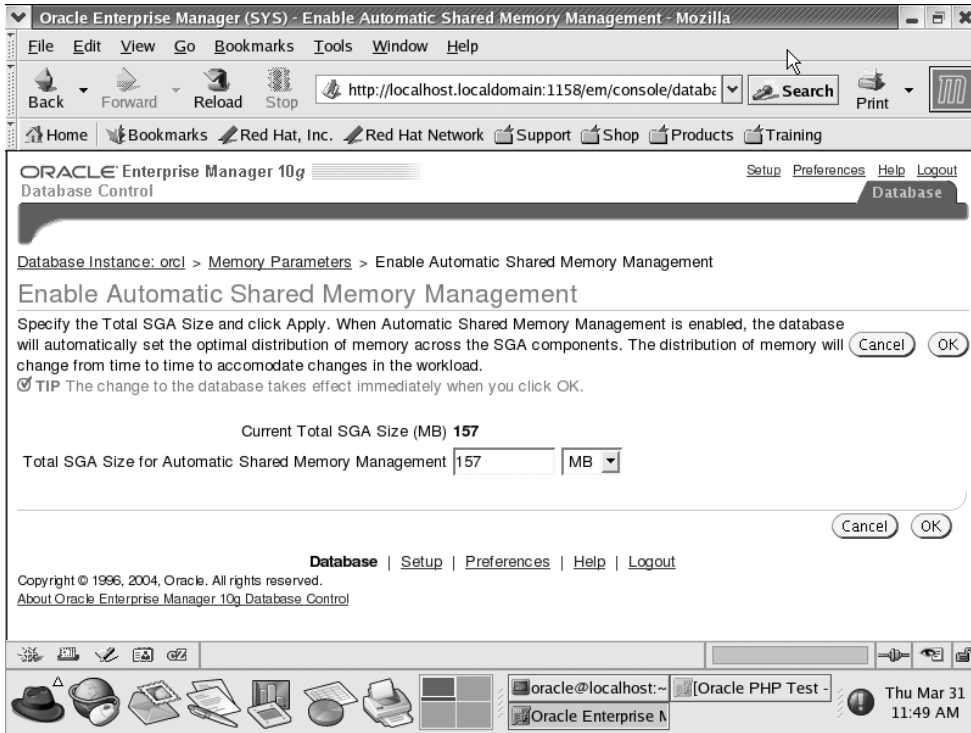 Oracle Enterprise Manager (SYS) - Enable Automatic Shared Memory Management - Mozilla
File Edit View Go Bookmarks Tools Window Help
Back Forward Reload Stop http://localhost.localdomain:1158/em/console/databa Search Print
Home Bookmarks Red Hat, Inc. Red Hat Network Support Shop Products Training
ORACLE Enterprise Manager 10g
Database Control
Setup Preferences Help Logout
Database
Database Instance: orcl > Memory Parameters > Enable Automatic Shared Memory Management
Enable Automatic Shared Memory Management
Specify the Total SGA Size and click Apply. When Automatic Shared Memory Management is enabled, the database
will automatically set the optimal distribution of memory across the SGA components. The distribution of memory will
change from time to time to accomodate changes in the workload.
Cancel OK
TIP The change to the database takes effect immediately when you click OK.
Current Total SGA Size (MB) 157
Total SGA Size for Automatic Shared Memory Management 157 MB
Cancel OK
Database | Setup | Preferences | Help | Logout
Copyright © 1996, 2004, Oracle. All rights reserved.
About Oracle Enterprise Manager 10g Database Control
oracle@localhost:~ [Oracle PHP Test -
Oracle Enterprise M
Thu Mar 31
11:49 AM